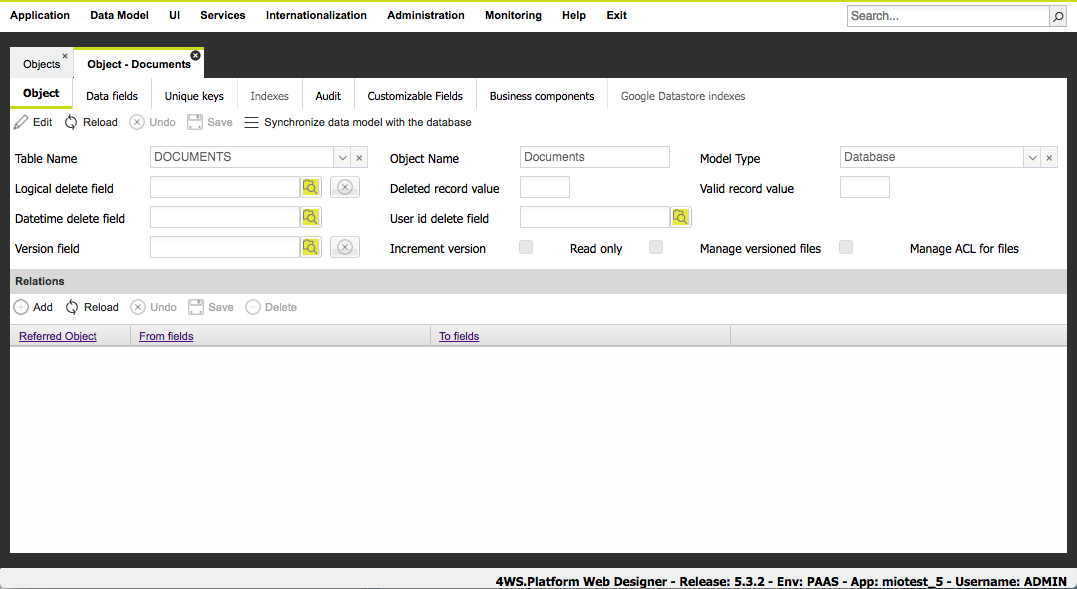 Application Data Model UI Services Internationalization Administration Monitoring Help Exit Search...
Objects Object - Documents
Object Data fields Unique keys Indexes Audit Customizable Fields Business components Google Datastore indexes
Edit Reload Undo Save Synchronize data model with the database
Table Name DOCUMENTS Object Name Documents Model Type Database
Logical delete field Deleted record value Valid record value
Datetime delete field User id delete field
Version field Increment version Read only Manage versioned files Manage ACL for files
Relations
Add Reload Undo Save Delete
Referred Object From fields To fields
4WS.Platform Web Designer - Release: 5.3.2 - Env: PAAS - App: miotest_5 - Username: ADMIN